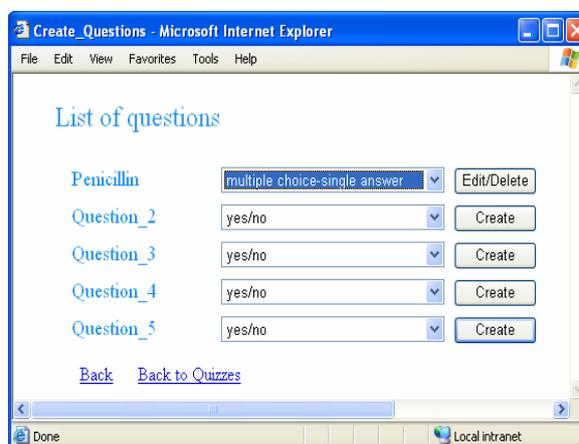 Create_Questions - Microsoft Internet Explorer
File Edit View Favorites Tools Help
List of questions
Penicillin multiple choice-single answer Edit/Delete
Question_2 yes/no Create
Question_3 yes/no Create
Question_4 yes/no Create
Question_5 yes/no Create
Back Back to Quizzes
Done Local intranet